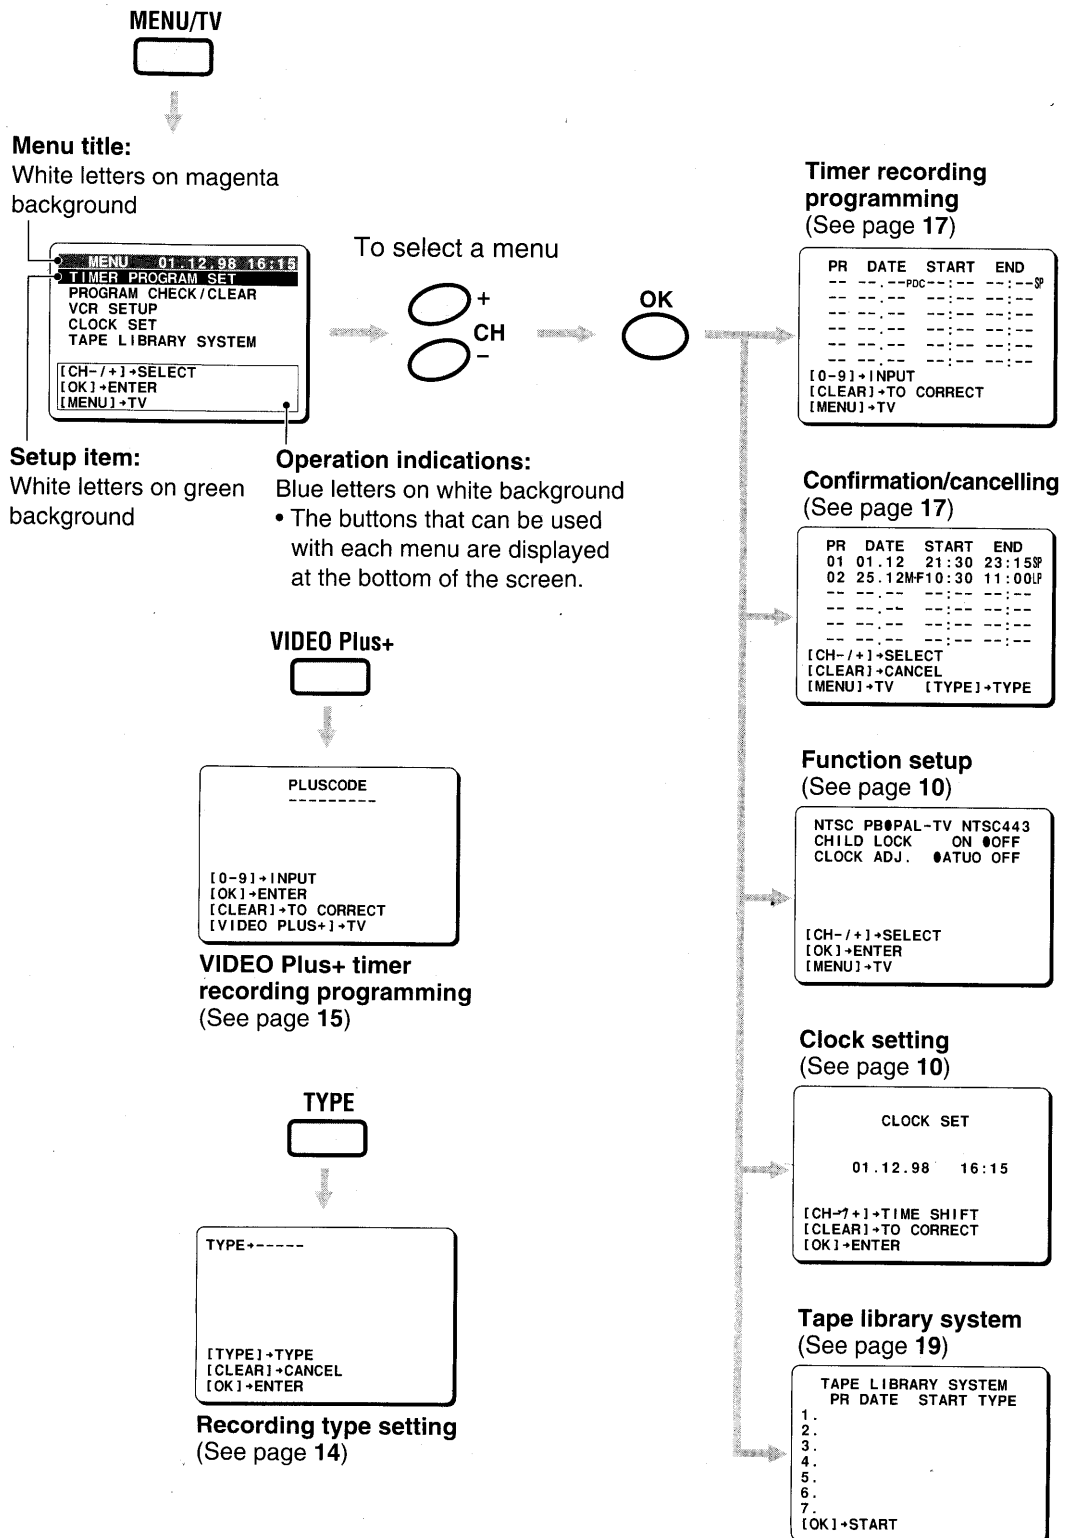 MENU/TV
Menu title:
White letters on magenta
background
MENU 01.12.98 16:15
TIMER PROGRAM SET
PROGRAM CHECK/CLEAR
VCR SETUP
CLOCK SET
TAPE LIBRARY SYSTEM
[CH-/+]→SELECT
[OK]→ENTER
[MENU]→TV
Setup item:
White letters on green
background
Operation indications:
Blue letters on white background
• The buttons that can be used
with each menu are displayed
at the bottom of the screen.
To select a menu
+
CH
−
OK
VIDEO Plus+
PLUSCODE
---------
[0-9]→INPUT
[OK]→ENTER
[CLEAR]→TO CORRECT
[VIDEO PLUS+]→TV
VIDEO Plus+ timer
recording programming
(See page 15)
TYPE
TYPE→-----
[TYPE]→TYPE
[CLEAR]→CANCEL
[OK]→ENTER
Recording type setting
(See page 14)
Timer recording
programming
(See page 17)
PR DATE START END
-- --.--PDC--:-- --:--SP
-- --.-- --:-- --:--
-- --.-- --:-- --:--
-- --.-- --:-- --:--
-- --.-- --:-- --:--
-- --.-- --:-- --:--
[0-9]→INPUT
[CLEAR]→TO CORRECT
[MENU]→TV
Confirmation/cancelling
(See page 17)
PR DATE START END
01 01.12 21:30 23:15SP
02 25.12M-F10:30 11:00LP
-- --.-- --:-- --:--
-- --.-- --:-- --:--
-- --.-- --:-- --:--
-- --.-- --:-- --:--
[CH-/+]→SELECT
[CLEAR]→CANCEL
[MENU]→TV [TYPE]→TYPE
Function setup
(See page 10)
NTSC PB●PAL-TV NTSC443
CHILD LOCK ON ●OFF
CLOCK ADJ. ●ATUO OFF
[CH-/+]→SELECT
[OK]→ENTER
[MENU]→TV
Clock setting
(See page 10)
CLOCK SET
01.12.98 16:15
[CH-/+]→TIME SHIFT
[CLEAR]→TO CORRECT
[OK]→ENTER
Tape library system
(See page 19)
TAPE LIBRARY SYSTEM
PR DATE START TYPE
1.
2.
3.
4.
5.
6.
7.
[OK]→START